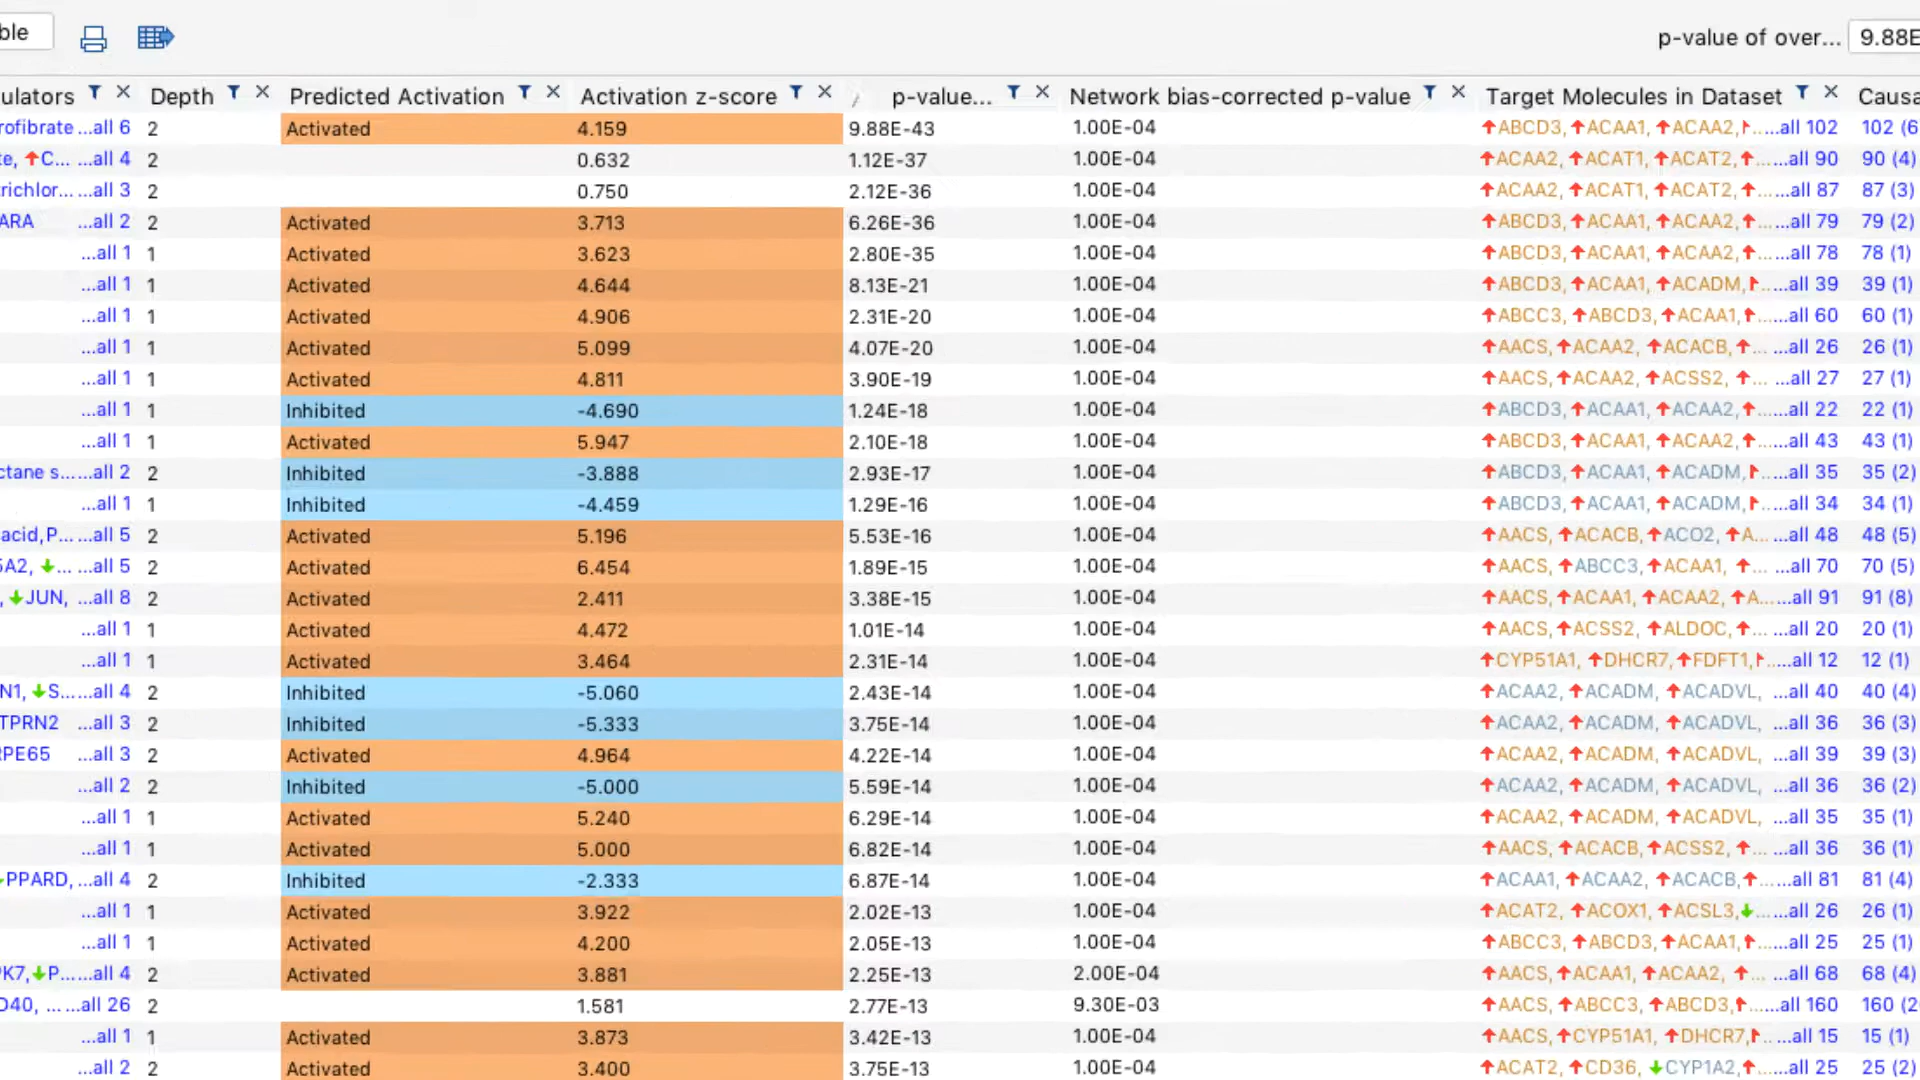 ble p-value of over... 9.88E
ulators Depth Predicted Activation Activation z-score p-value... Network bias-corrected p-value Target Molecules in Dataset Causa
rofibrate ...all 6 2 Activated 4.159 9.88E-43 1.00E-04 ABCD3, ACAA1, ACAA2, ...all 102 102 (6
te, C... ...all 4 2 0.632 1.12E-37 1.00E-04 ACAA2, ACAT1, ACAT2, ...all 90 90 (4)
trichlor... ...all 3 2 0.750 2.12E-36 1.00E-04 ACAA2, ACAT1, ACAT2, ...all 87 87 (3)
ARA ...all 2 2 Activated 3.713 6.26E-36 1.00E-04 ABCD3, ACAA1, ACAA2, ...all 79 79 (2)
...all 1 1 Activated 3.623 2.80E-35 1.00E-04 ABCD3, ACAA1, ACAA2, ...all 78 78 (1)
...all 1 1 Activated 4.644 8.13E-21 1.00E-04 ABCD3, ACAA1, ACADM, ...all 39 39 (1)
...all 1 1 Activated 4.906 2.31E-20 1.00E-04 ABCC3, ABCD3, ACAA1, ...all 60 60 (1)
...all 1 1 Activated 5.099 4.07E-20 1.00E-04 AACS, ACAA2, ACACB, ...all 26 26 (1)
...all 1 1 Activated 4.811 3.90E-19 1.00E-04 AACS, ACAA2, ACSS2, ...all 27 27 (1)
...all 1 1 Inhibited -4.690 1.24E-18 1.00E-04 ABCD3, ACAA1, ACAA2, ...all 22 22 (1)
...all 1 1 Activated 5.947 2.10E-18 1.00E-04 ABCD3, ACAA1, ACAA2, ...all 43 43 (1)
ctane s... ...all 2 2 Inhibited -3.888 2.93E-17 1.00E-04 ABCD3, ACAA1, ACADM, ...all 35 35 (2)
...all 1 1 Inhibited -4.459 1.29E-16 1.00E-04 ABCD3, ACAA1, ACADM, ...all 34 34 (1)
acid,P... ...all 5 2 Activated 5.196 5.53E-16 1.00E-04 AACS, ACACB, ACO2, A... ...all 48 48 (5)
5A2, ... ...all 5 2 Activated 6.454 1.89E-15 1.00E-04 AACS, ABCC3, ACAA1, ... ...all 70 70 (5)
, JUN, ...all 8 2 Activated 2.411 3.38E-15 1.00E-04 AACS, ACAA1, ACAA2, A... ...all 91 91 (8)
...all 1 1 Activated 4.472 1.01E-14 1.00E-04 AACS, ACSS2, ALDOC, ... ...all 20 20 (1)
...all 1 1 Activated 3.464 2.31E-14 1.00E-04 CYP51A1, DHCR7, FDFT1, ...all 12 12 (1)
N1, S... ...all 4 2 Inhibited -5.060 2.43E-14 1.00E-04 ACAA2, ACADM, ACADVL, ...all 40 40 (4)
TPRN2 ...all 3 2 Inhibited -5.333 3.75E-14 1.00E-04 ACAA2, ACADM, ACADVL, ...all 36 36 (3)
RPE65 ...all 3 2 Activated 4.964 4.22E-14 1.00E-04 ACAA2, ACADM, ACADVL, ...all 39 39 (3)
...all 2 2 Inhibited -5.000 5.59E-14 1.00E-04 ACAA2, ACADM, ACADVL, ...all 36 36 (2)
...all 1 1 Activated 5.240 6.29E-14 1.00E-04 ACAA2, ACADM, ACADVL, ...all 35 35 (1)
...all 1 1 Activated 5.000 6.82E-14 1.00E-04 AACS, ACACB, ACSS2, ... ...all 36 36 (1)
PPARD, ...all 4 2 Inhibited -2.333 6.87E-14 1.00E-04 ACAA1, ACAA2, ACACB, ...all 81 81 (4)
...all 1 1 Activated 3.922 2.02E-13 1.00E-04 ACAT2, ACOX1, ACSL3, ...all 26 26 (1)
...all 1 1 Activated 4.200 2.05E-13 1.00E-04 ABCC3, ABCD3, ACAA1, ...all 25 25 (1)
PK7, P... ...all 4 2 Activated 3.881 2.25E-13 2.00E-04 AACS, ACAA1, ACAA2, ... ...all 68 68 (4)
D40, ... ...all 26 2 1.581 2.77E-13 9.30E-03 AACS, ABCC3, ABCD3, ...all 160 160 (2
...all 1 1 Activated 3.873 3.42E-13 1.00E-04 AACS, CYP51A1, DHCR7, ...all 15 15 (1)
...all 2 2 Activated 3.400 3.75E-13 1.00E-04 ACAT2, CD36, CYP1A2, ...all 25 25 (2)